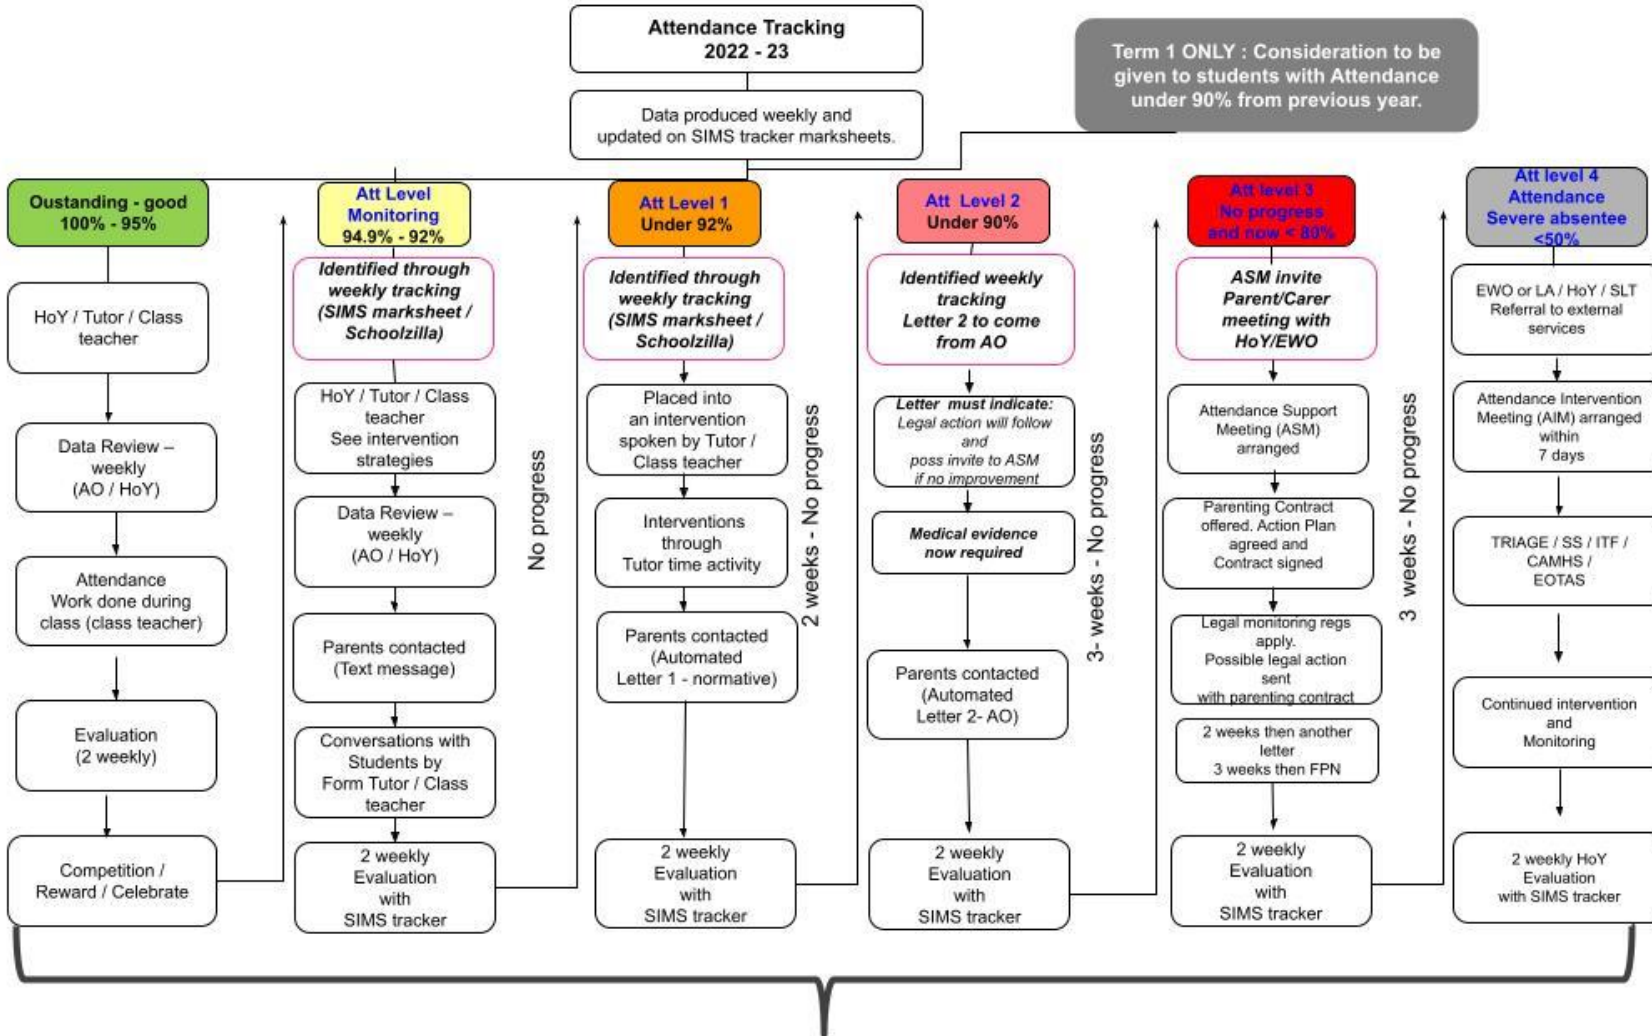 Attendance Tracking
2022 - 23
Term 1 ONLY : Consideration to be
given to students with Attendance
under 90% from previous year.
Data produced weekly and
updated on SIMS tracker marksheets.
Oustanding - good
100% - 95%
HoY / Tutor / Class
teacher
Data Review –
weekly
(AO / HoY)
Attendance
Work done during
class (class teacher)
Evaluation
(2 weekly)
Competition /
Reward / Celebrate
Att Level
Monitoring
94.9% - 92%
Identified through
weekly tracking
(SIMS marksheet /
Schoolzilla)
HoY / Tutor / Class
teacher
See intervention
strategies
Data Review –
weekly
(AO / HoY)
Parents contacted
(Text message)
Conversations with
Students by
Form Tutor / Class
teacher
2 weekly
Evaluation
with
SIMS tracker
No progress
Att Level 1
Under 92%
Identified through
weekly tracking
(SIMS marksheet /
Schoolzilla)
Placed into
an intervention
spoken by Tutor /
Class teacher
Interventions
through
Tutor time activity
Parents contacted
(Automated
Letter 1 - normative)
2 weekly
Evaluation
with
SIMS tracker
2 weeks - No progress
Att Level 2
Under 90%
Identified weekly
tracking
Letter 2 to come
from AO
Letter must indicate:
Legal action will follow
and
poss invite to ASM
if no improvement
Medical evidence
now required
Parents contacted
(Automated
Letter 2- AO)
2 weekly
Evaluation
with
SIMS tracker
3- weeks - No progress
Att level 3
No progress
and now < 80%
ASM invite
Parent/Carer
meeting with
HoY/EWO
Attendance Support
Meeting (ASM)
arranged
Parenting Contract
offered. Action Plan
agreed and
Contract signed
Legal monitoring regs
apply.
Possible legal action
sent
with parenting contract
2 weeks then another
letter
3 weeks then FPN
2 weekly
Evaluation
with
SIMS tracker
3 weeks - No progress
Att level 4
Attendance
Severe absentee
<50%
EWO or LA / HoY / SLT
Referral to external
services
Attendance Intervention
Meeting (AIM) arranged
within
7 days
TRIAGE / SS / ITF /
CAMHS /
EOTAS
Continued intervention
and
Monitoring
2 weekly HoY
Evaluation
with SIMS tracker